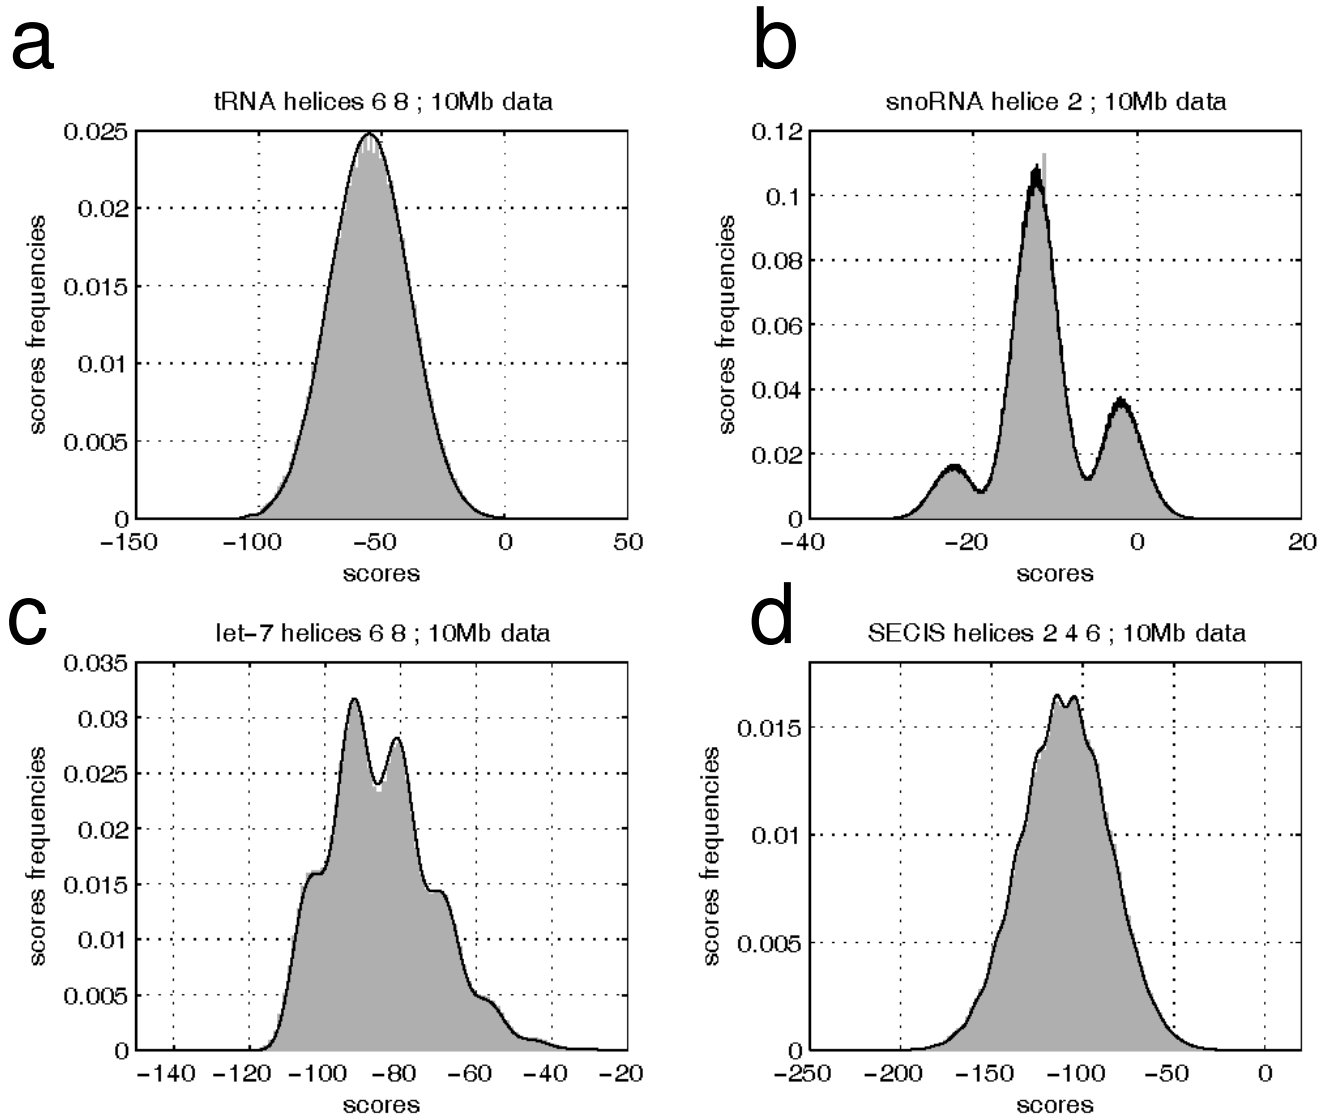 a
tRNA helices 6 8 ; 10Mb data
0.025
0.02
0.015
0.01
0.005
0
−150 −100 −50 0 50
scores
scores frequencies
b
snoRNA helice 2 ; 10Mb data
0.12
0.1
0.08
0.06
0.04
0.02
0
−40 −20 0 20
scores
scores frequencies
c
let−7 helices 6 8 ; 10Mb data
0.035
0.03
0.025
0.02
0.015
0.01
0.005
0
−140 −120 −100 −80 −60 −40 −20
scores
scores frequencies
d
SECIS helices 2 4 6 ; 10Mb data
0.015
0.01
0.005
0
−250 −200 −150 −100 −50 0
scores
scores frequencies